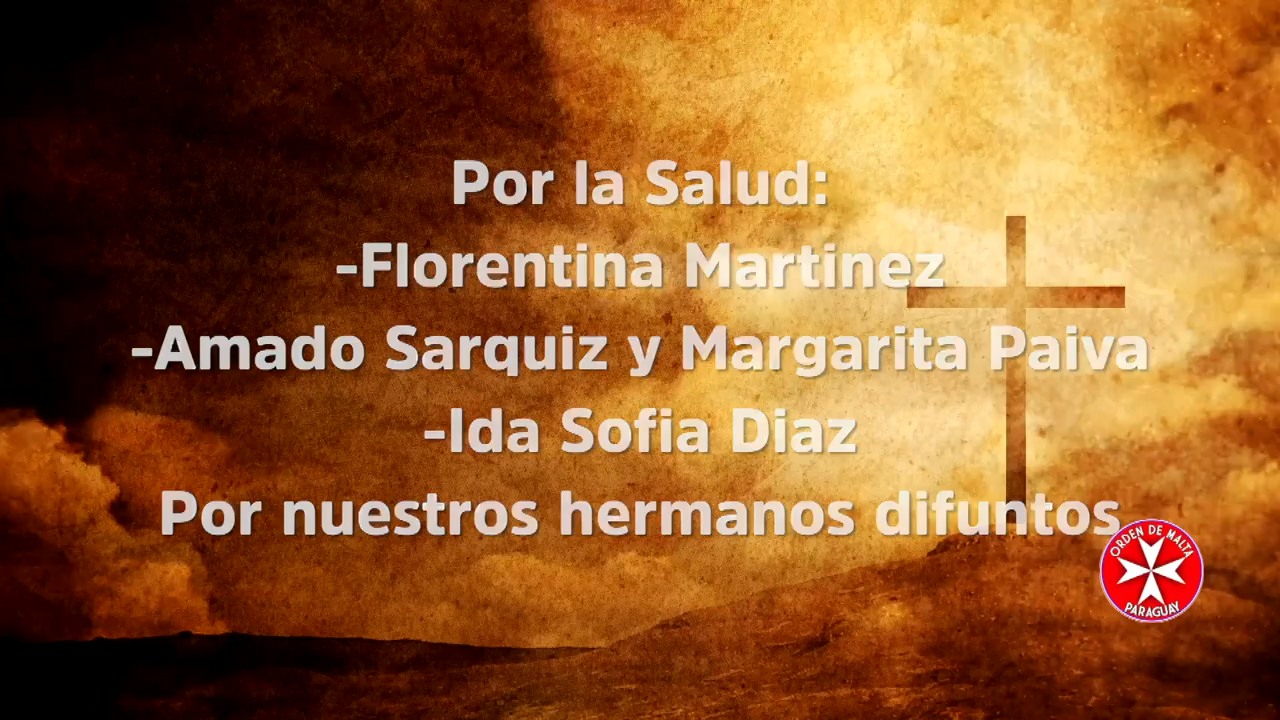 Por la Salud:
-Florentina Martinez
-Amado Sarquiz y Margarita Paiva
-Ida Sofia Diaz
Por nuestros hermanos difuntos
ORDEN DE MALTA
PARAGUAY